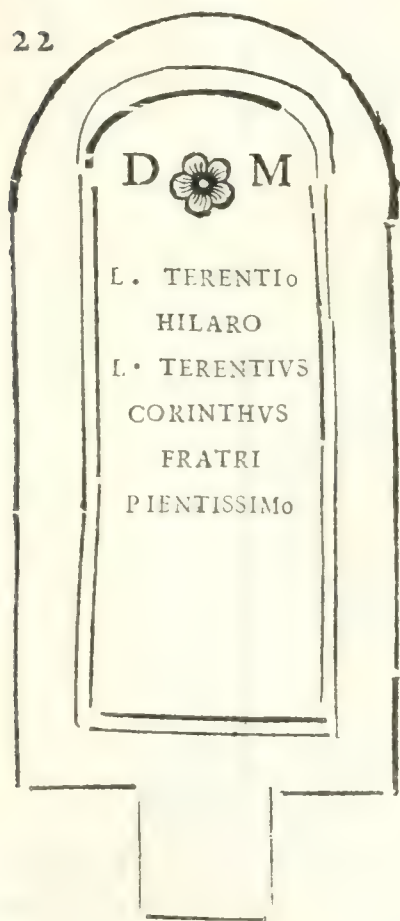 22
D M
L. TERENTIo
HILARO
L. TERENTIVS
CORINTHVS
FRATRI
PIENTISSIMo